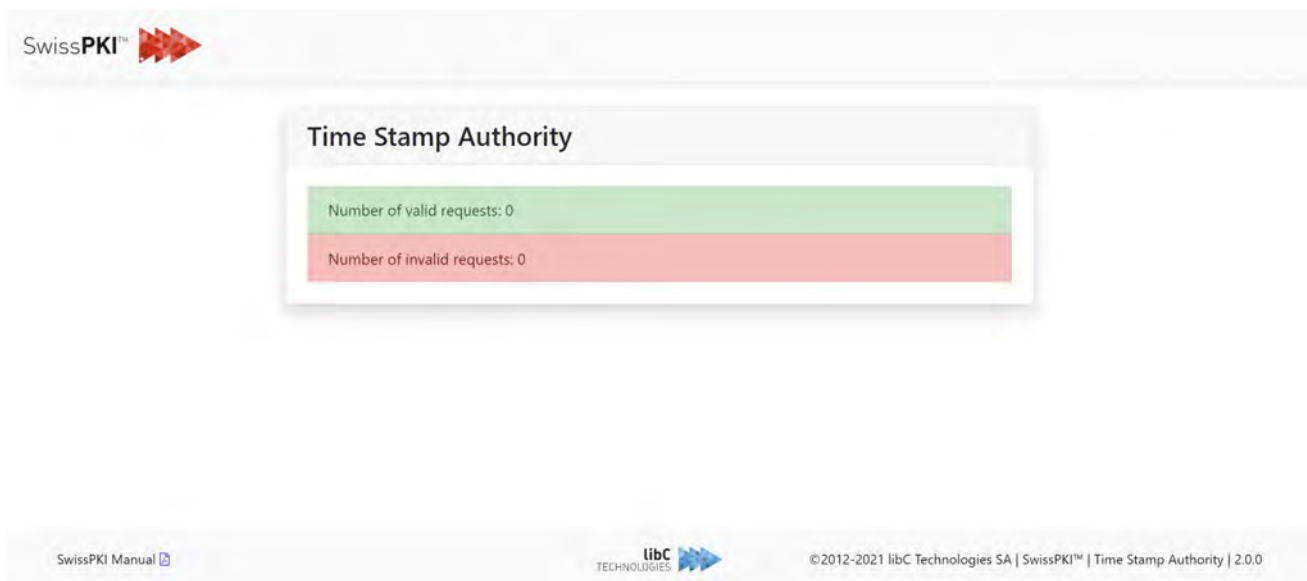 SwissPKI™
Time Stamp Authority
Number of valid requests: 0
Number of invalid requests: 0
SwissPKI Manual
libC
TECHNOLOGIES
©2012-2021 libC Technologies SA | SwissPKI™ | Time Stamp Authority | 2.0.0